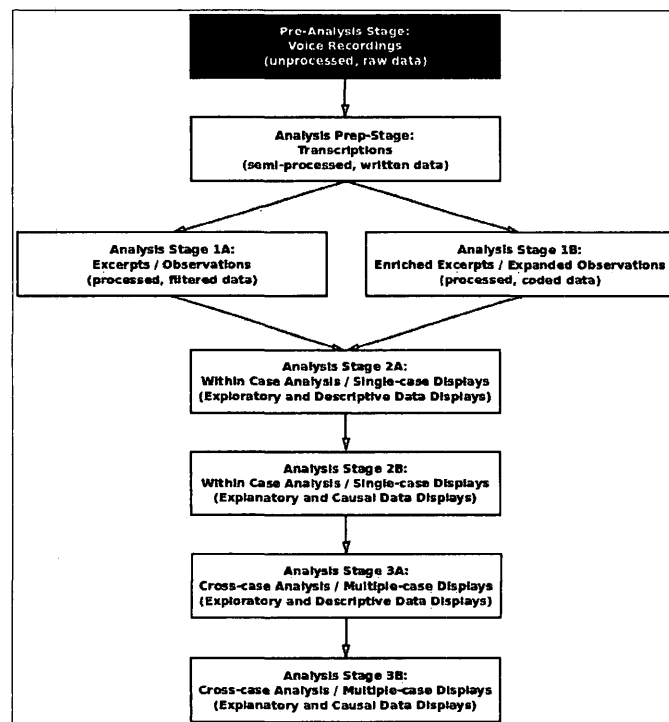 Pre-Analysis Stage:
Voice Recordings
(unprocessed, raw data)
Analysis Prep-Stage:
Transcriptions
(semi-processed, written data)
Analysis Stage 1A:
Excerpts / Observations
(processed, filtered data)
Analysis Stage 1B:
Enriched Excerpts / Expanded Observations
(processed, coded data)
Analysis Stage 2A:
Within Case Analysis / Single-case Displays
(Exploratory and Descriptive Data Displays)
Analysis Stage 2B:
Within Case Analysis / Single-case Displays
(Explanatory and Causal Data Displays)
Analysis Stage 3A:
Cross-case Analysis / Multiple-case Displays
(Exploratory and Descriptive Data Displays)
Analysis Stage 3B:
Cross-case Analysis / Multiple-case Displays
(Explanatory and Causal Data Displays)